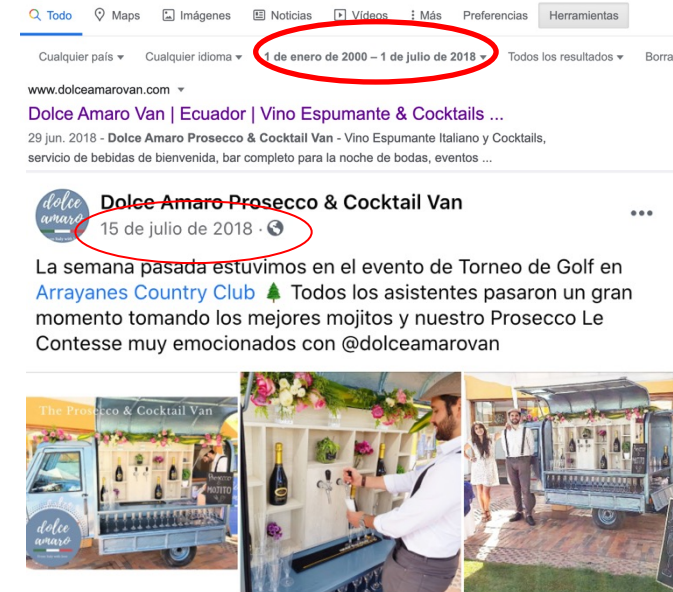 Todo Maps Imágenes Noticias Vídeos Más Preferencias Herramientas
Cualquier país Cualquier idioma 1 de enero de 2000 – 1 de julio de 2018 Todos los resultados Borra
www.dolceamarovan.com
Dolce Amaro Van | Ecuador | Vino Espumante & Cocktails ...
29 jun. 2018 - Dolce Amaro Prosecco & Cocktail Van - Vino Espumante Italiano y Cocktails,
servicio de bebidas de bienvenida, bar completo para la noche de bodas, eventos ...
dolce
amaro
Dolce Amaro Prosecco & Cocktail Van
15 de julio de 2018 ·
La semana pasada estuvimos en el evento de Torneo de Golf en
Arrayanes Country Club 🌲 Todos los asistentes pasaron un gran
momento tomando los mejores mojitos y nuestro Prosecco Le
Contesse muy emocionados con @dolceamarovan
The Prosecco & Cocktail Van
MOJITO
dolce
amaro